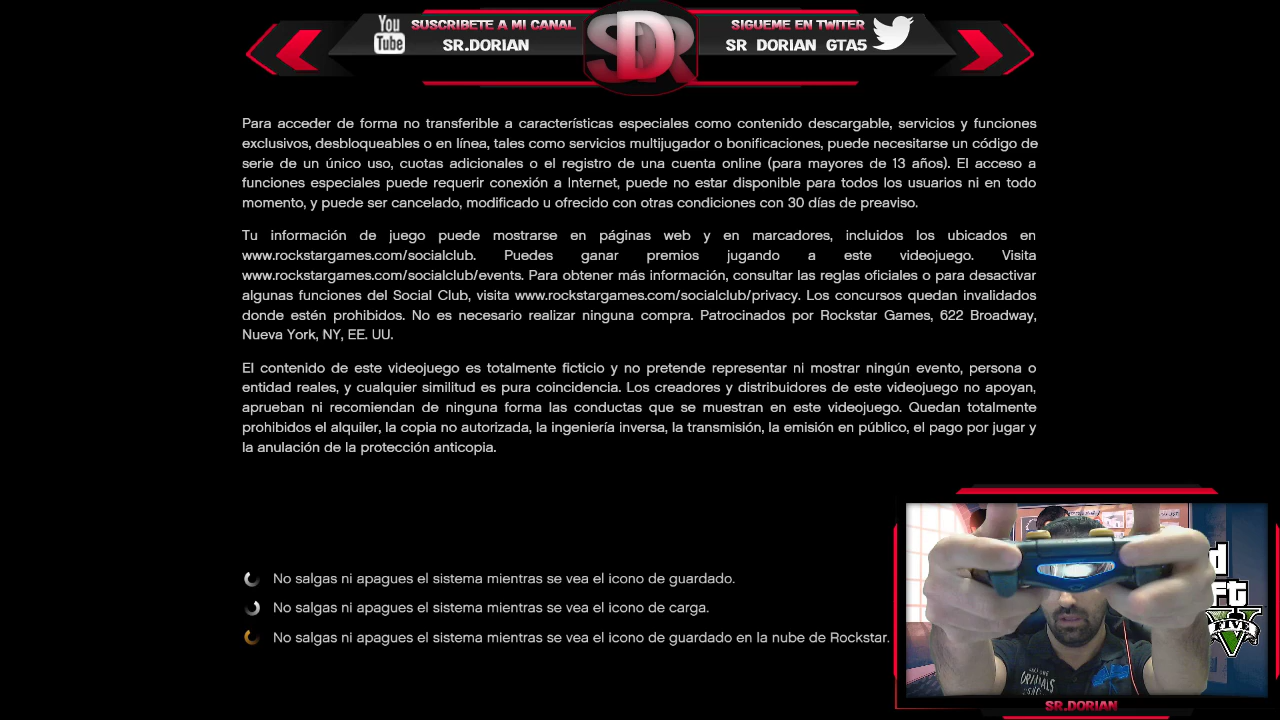 You
Tube
SUSCRIBETE A MI CANAL
SR.DORIAN
SDR
SIGUEME EN TWITER
SR DORIAN GTA5
Para acceder de forma no transferible a características especiales como contenido descargable, servicios y funciones
exclusivos, desbloqueables o en línea, tales como servicios multijugador o bonificaciones, puede necesitarse un código de
serie de un único uso, cuotas adicionales o el registro de una cuenta online (para mayores de 13 años). El acceso a
funciones especiales puede requerir conexión a Internet, puede no estar disponible para todos los usuarios ni en todo
momento, y puede ser cancelado, modificado u ofrecido con otras condiciones con 30 días de preaviso.
Tu información de juego puede mostrarse en páginas web y en marcadores, incluidos los ubicados en
www.rockstargames.com/socialclub. Puedes ganar premios jugando a este videojuego. Visita
www.rockstargames.com/socialclub/events. Para obtener más información, consultar las reglas oficiales o para desactivar
algunas funciones del Social Club, visita www.rockstargames.com/socialclub/privacy. Los concursos quedan invalidados
donde estén prohibidos. No es necesario realizar ninguna compra. Patrocinados por Rockstar Games, 622 Broadway,
Nueva York, NY, EE. UU.
El contenido de este videojuego es totalmente ficticio y no pretende representar ni mostrar ningún evento, persona o
entidad reales, y cualquier similitud es pura coincidencia. Los creadores y distribuidores de este videojuego no apoyan,
aprueban ni recomiendan de ninguna forma las conductas que se muestran en este videojuego. Quedan totalmente
prohibidos el alquiler, la copia no autorizada, la ingeniería inversa, la transmisión, la emisión en público, el pago por jugar y
la anulación de la protección anticopia.
No salgas ni apagues el sistema mientras se vea el icono de guardado.
No salgas ni apagues el sistema mientras se vea el icono de carga.
No salgas ni apagues el sistema mientras se vea el icono de guardado en la nube de Rockstar.
d
ft
V
FIVE
SR.DORIAN